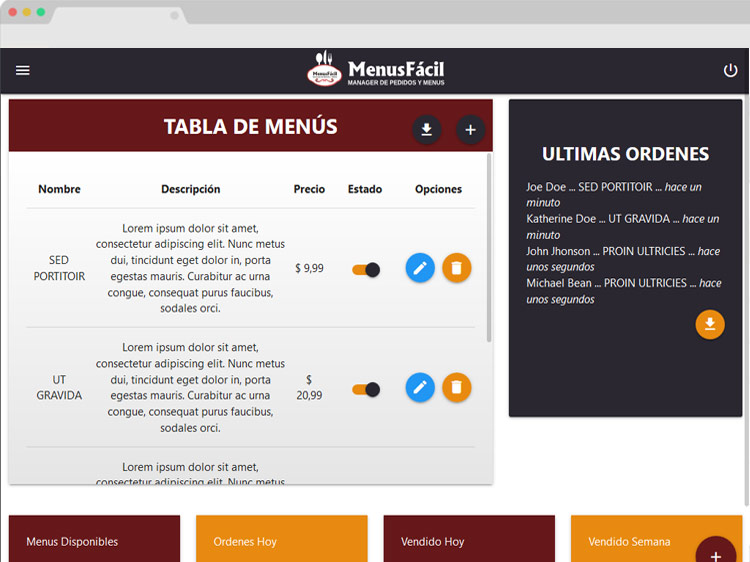 MenusFácil
MenusFácil
MANAGER DE PEDIDOS Y MENUS
TABLA DE MENÚS
Nombre Descripción Precio Estado Opciones
SED
PORTITOIR
Lorem ipsum dolor sit amet,
consectetur adipiscing elit. Nunc metus
dui, tincidunt eget dolor in, porta
egestas mauris. Curabitur ac urna
congue, consequat purus faucibus,
sodales orci.
$ 9,99
UT
GRAVIDA
Lorem ipsum dolor sit amet,
consectetur adipiscing elit. Nunc metus
dui, tincidunt eget dolor in, porta
egestas mauris. Curabitur ac urna
congue, consequat purus faucibus,
sodales orci.
$
20,99
Lorem ipsum dolor sit amet,
consectetur adipiscing elit. Nunc metus
ULTIMAS ORDENES
Joe Doe ... SED PORTITOIR ... hace un
minuto
Katherine Doe ... UT GRAVIDA ... hace un
minuto
John Jhonson ... PROIN ULTRICIES ... hace
unos segundos
Michael Bean ... PROIN ULTRICIES ... hace
unos segundos
Menus Disponibles
Ordenes Hoy
Vendido Hoy
Vendido Semana